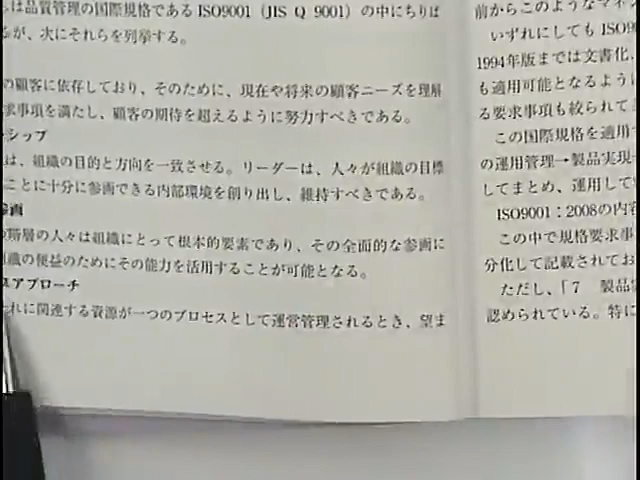 は品質管理の国際規格である ISO9001(JIS Q 9001)の中にちりば
が、次にそれらを列挙する。
の顧客に依存しており、そのために、現在や将来の顧客ニーズを理解
求事項を満たし、顧客の期待を超えるように努力すべきである。
シップ
は、組織の目的と方向を一致させる。リーダーは、人々が組織の目標
ことに十分に参画できる内部環境を創り出し、維持すべきである。
参画
階層の人々は組織にとって根本的要素であり、その全面的な参画に
織の便益のためにその能力を活用することが可能となる。
スアプローチ
れに関連する資源が一つのプロセスとして運営管理されるとき、望ま
前からこのようなマネ
いずれにしても ISO9
1994年版までは文書化,
も適用可能となるように
る要求事項も絞られて
この国際規格を適用
の運用管理→製品実現
してまとめ、運用して
ISO9001:2008の内容
この中で規格要求事
分化して記載されてお
ただし、「7 製品
認められている。特に